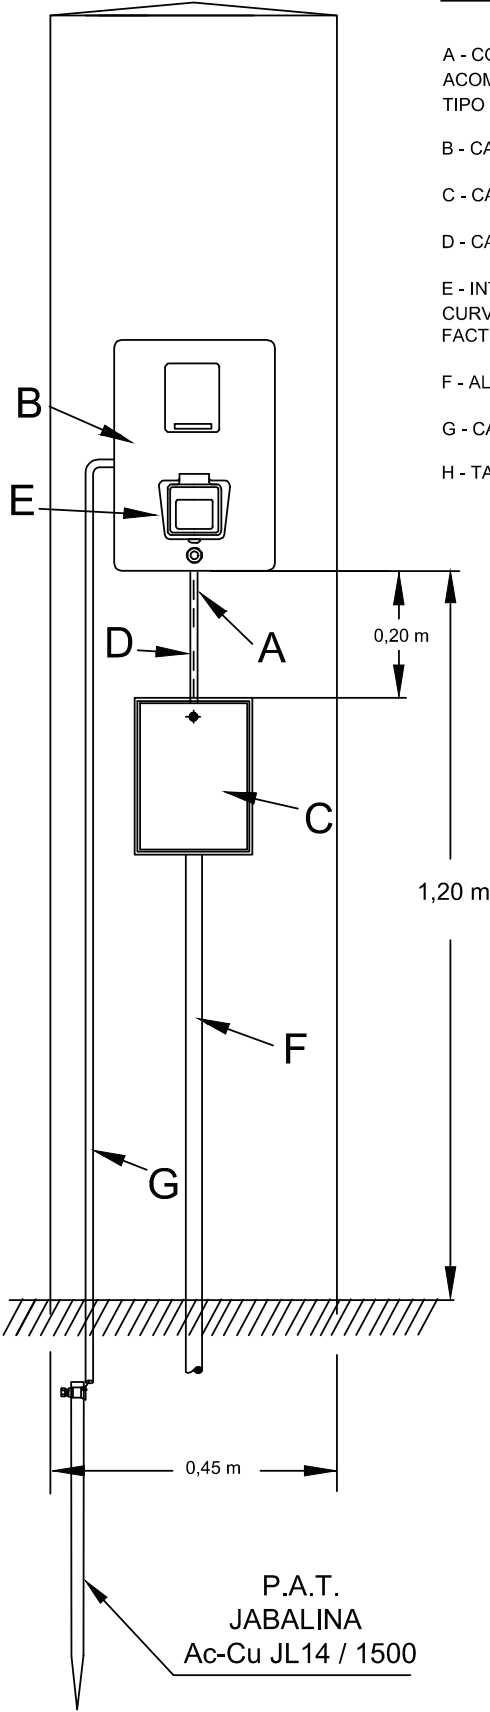 A - CO
ACOM
TIPO
B - CA
C - CA
D - CA
E - INT
CURV
FACT
F - AL
G - CA
H - TA
B
E
D
A
0,20 m
C
1,20 m
F
G
0,45 m
P.A.T.
JABALINA
Ac-Cu JL14 / 1500